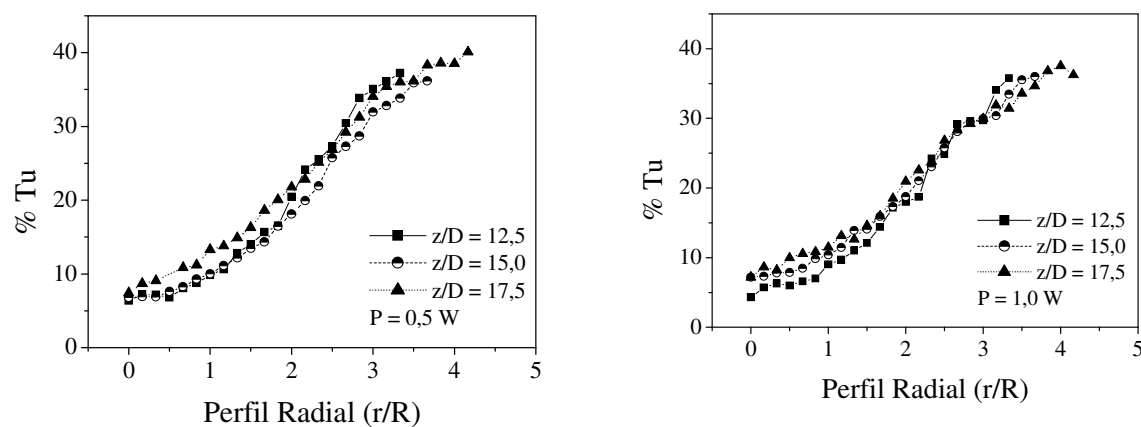 40
30
20
10
0
% Tu
z/D = 12,5
z/D = 15,0
z/D = 17,5
P = 0,5 W
0 1 2 3 4 5
Perfil Radial (r/R)
40
30
20
10
0
% Tu
z/D = 12,5
z/D = 15,0
z/D = 17,5
P = 1,0 W
0 1 2 3 4 5
Perfil Radial (r/R)